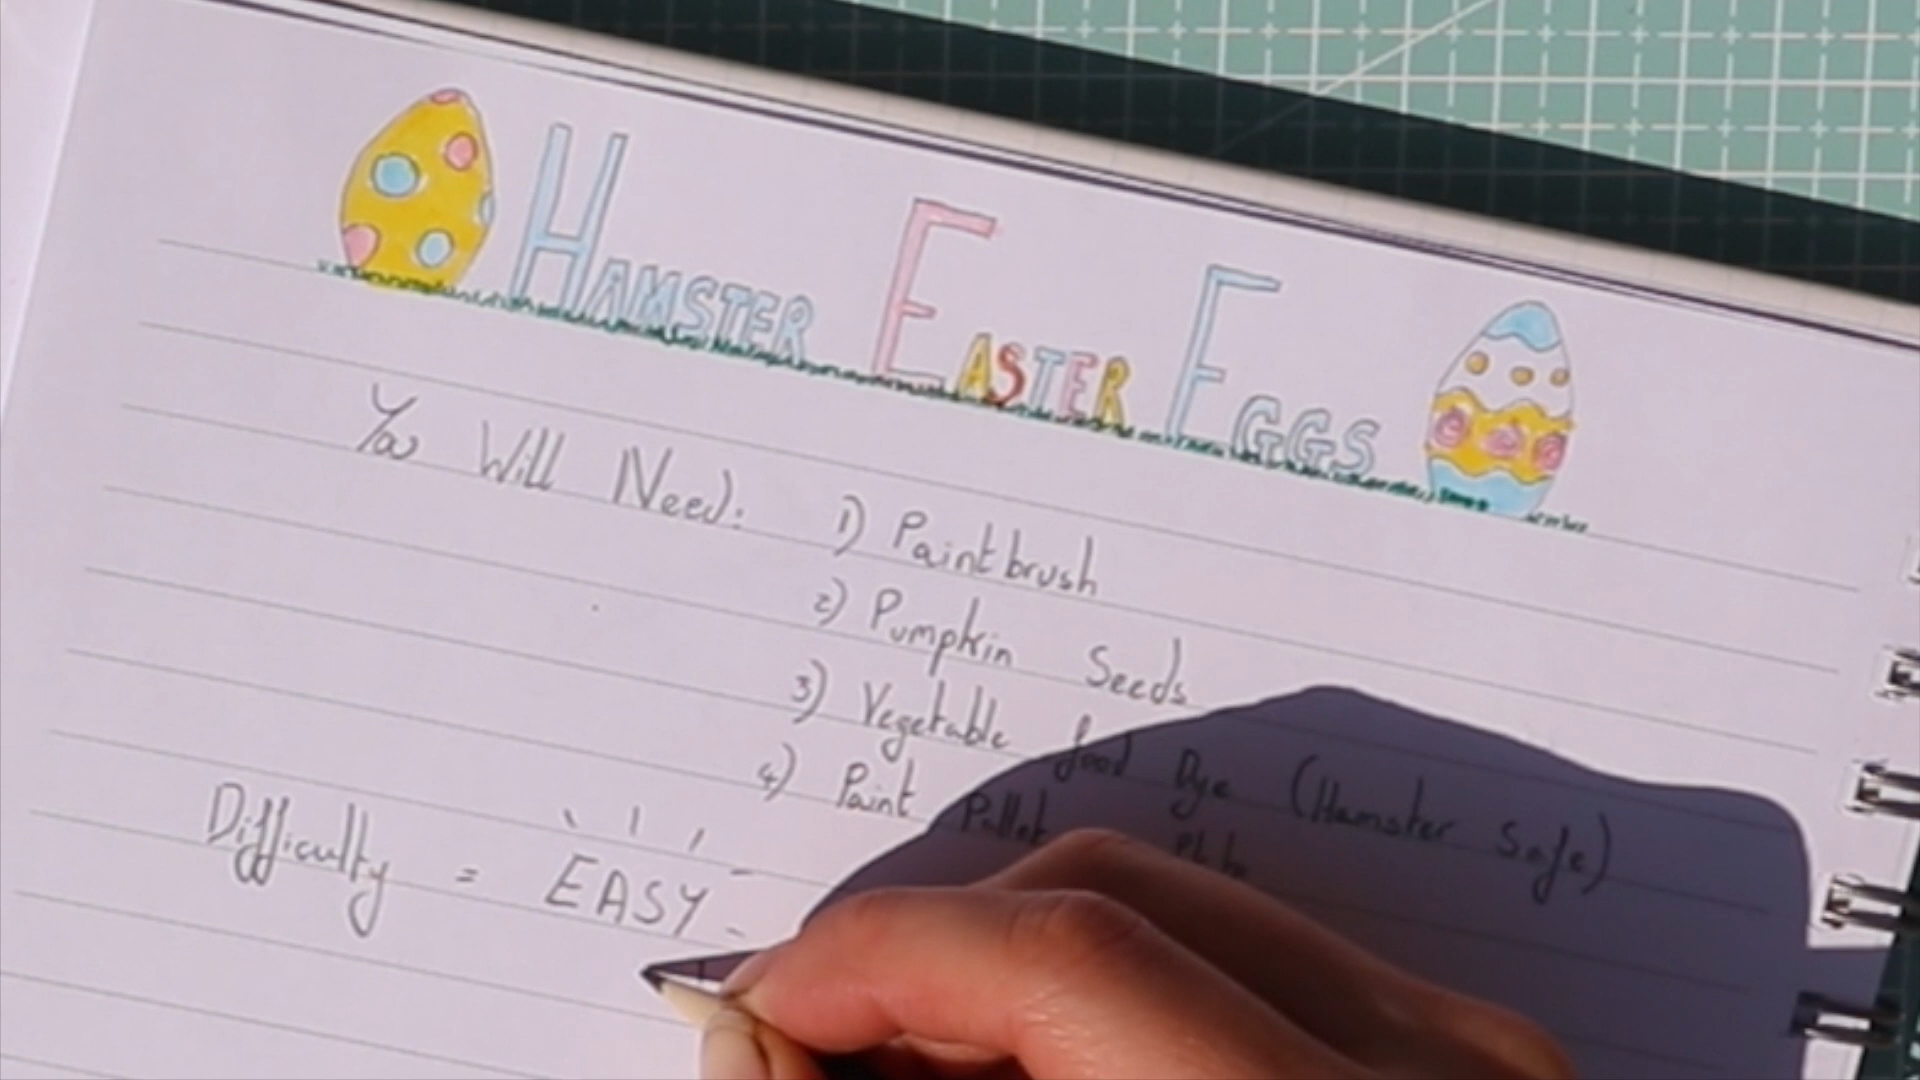 HAMSTER EASTER EGGS
You Will Need: 1) Paintbrush
2) Pumpkin Seeds
3) Vegetable food Dye (Hamster Safe)
4) Paint Pallet
Difficulty = EASY